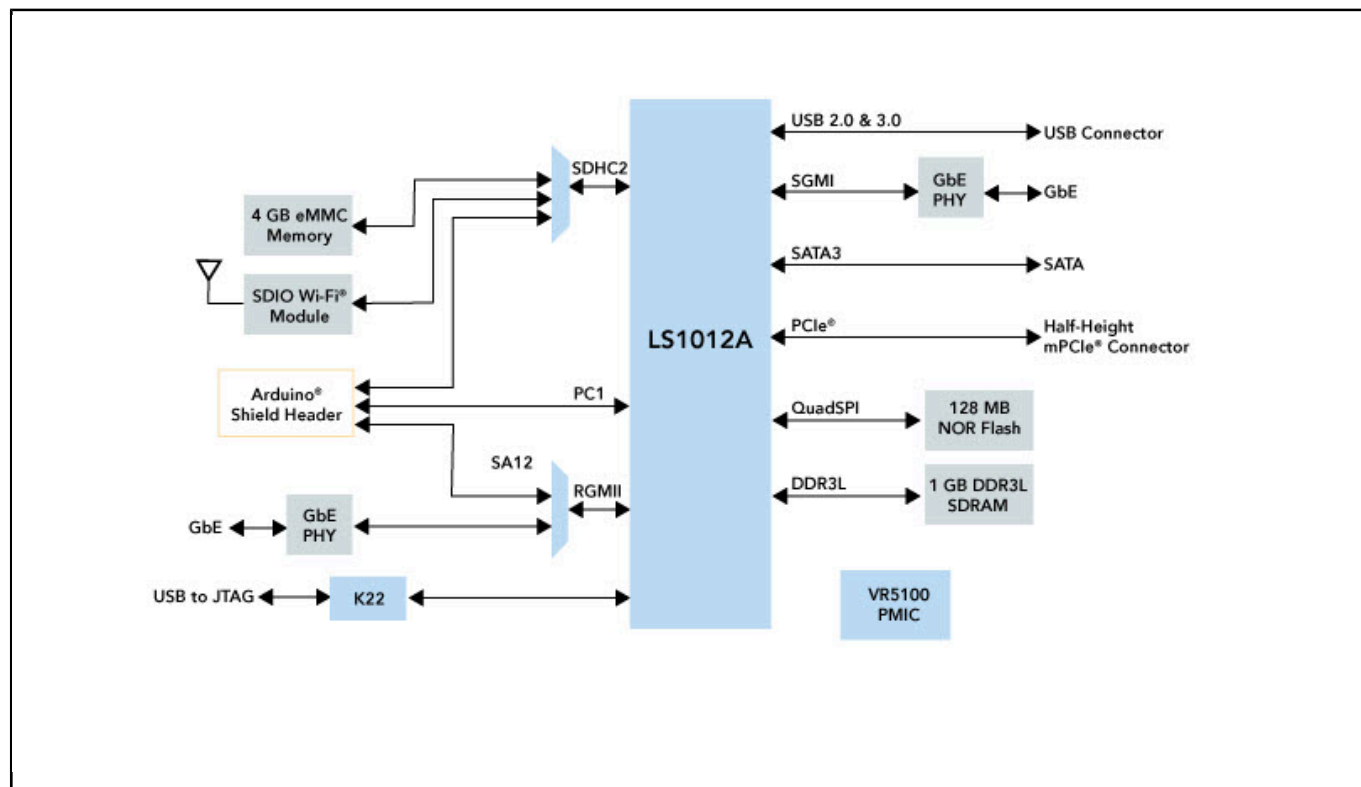 USB 2.0 & 3.0
USB Connector
SDHC2
SGMI
GbE
PHY
GbE
4 GB eMMC
Memory
SATA3
SATA
SDIO Wi-Fi®
Module
LS1012A
PCIe®
Half-Height
mPCIe® Connector
Arduino®
Shield Header
PC1
QuadSPI
128 MB
NOR Flash
SA12
RGMII
DDR3L
1 GB DDR3L
SDRAM
GbE
GbE
PHY
USB to JTAG
K22
VR5100
PMIC